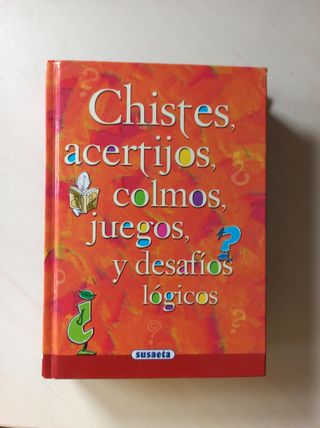 Chistes,
acertijos,
colmos,
juegos,
y desafíos
lógicos
susaeta